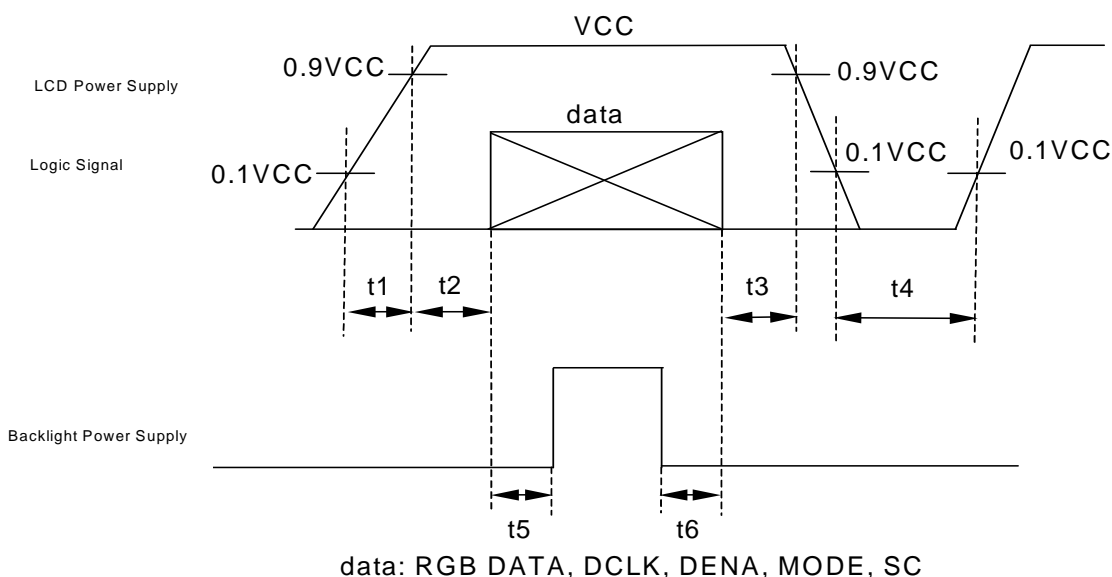 VCC
0.9VCC
0.9VCC
LCD Power Supply
data
Logic Signal
0.1VCC
0.1VCC
0.1VCC
t1
t2
t3
t4
Backlight Power Supply
t5
t6
data: RGB DATA, DCLK, DENA, MODE, SC